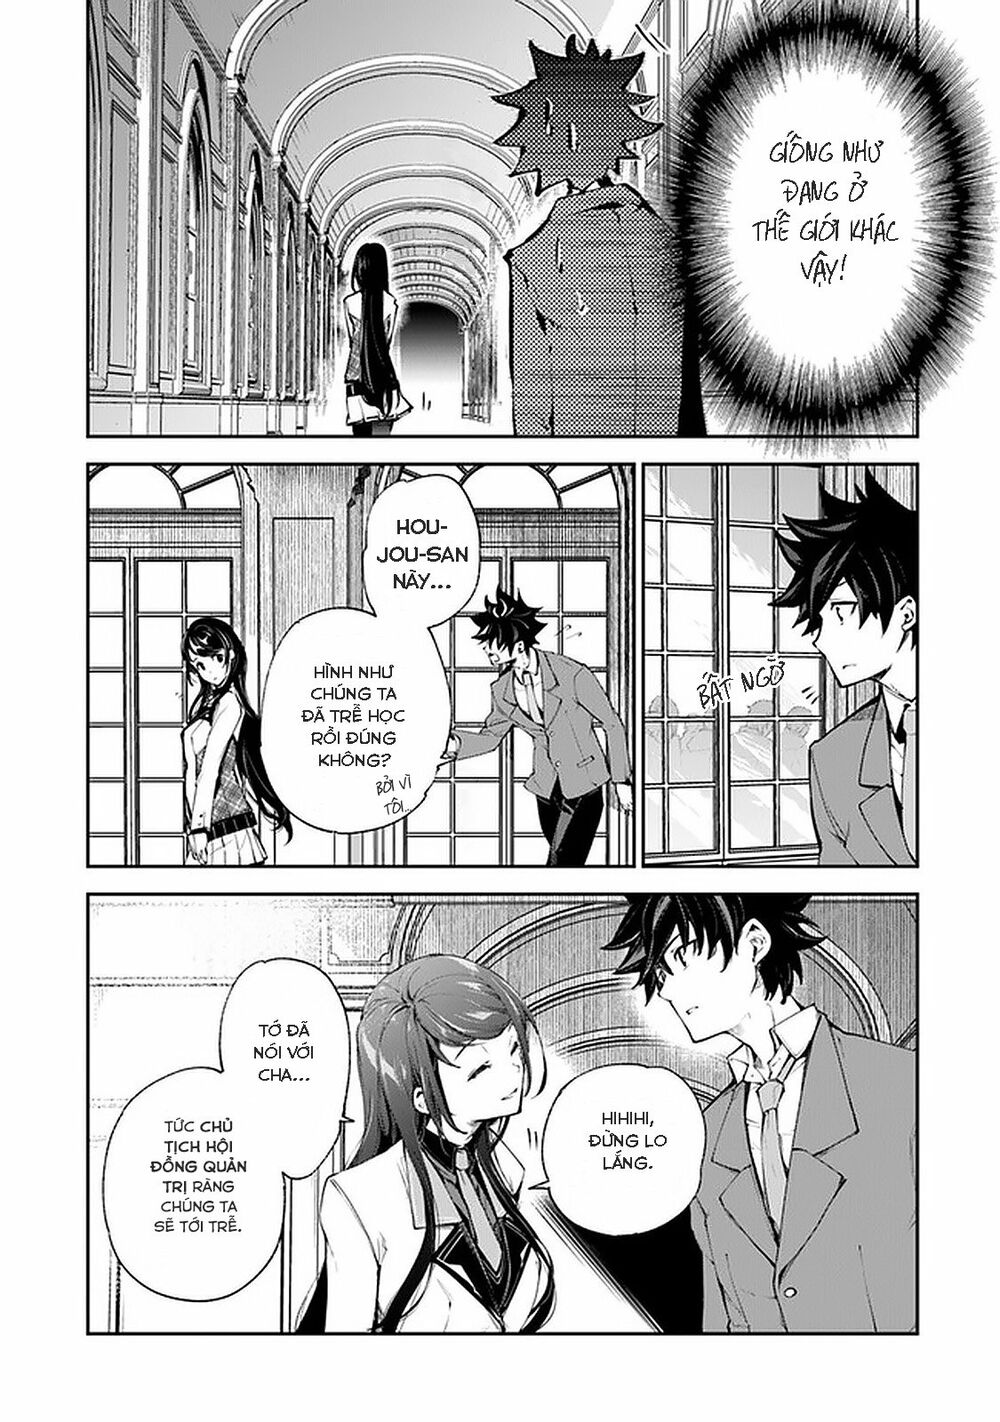 GIỐNG NHƯ
ĐANG Ở
THẾ GIỚI KHÁC
VẬY!
BẤT NGỜ
HOU-
JOU-SAN
NÀY...
HÌNH NHƯ
CHÚNG TA
ĐÃ TRỄ HỌC
RỒI ĐÚNG
KHÔNG?
BỞI VÌ
TÔI...
HIHIHI,
ĐỪNG LO
LẮNG.
TỚ ĐÃ
NÓI VỚI
CHA...
TỨC CHỦ
TỊCH HỘI
ĐỒNG QUẢN
TRỊ RÀNG
CHÚNG TA
SẼ TỚI TRỄ.